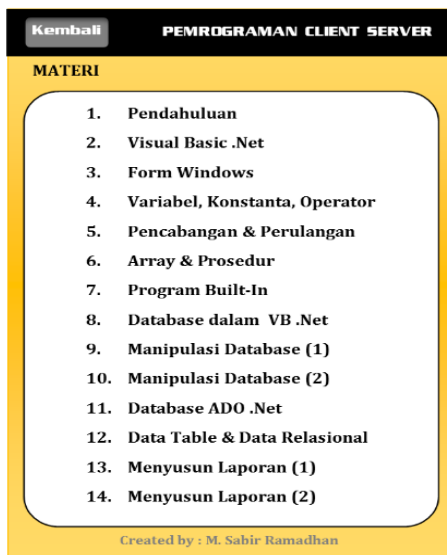 Kembali PEMROGRAMAN CLIENT SERVER
MATERI
1. Pendahuluan
2. Visual Basic .Net
3. Form Windows
4. Variabel, Konstanta, Operator
5. Pencabangan & Perulangan
6. Array & Prosedur
7. Program Built-In
8. Database dalam VB .Net
9. Manipulasi Database (1)
10. Manipulasi Database (2)
11. Database ADO .Net
12. Data Table & Data Relasional
13. Menyusun Laporan (1)
14. Menyusun Laporan (2)
Created by : M. Sabir Ramadhan